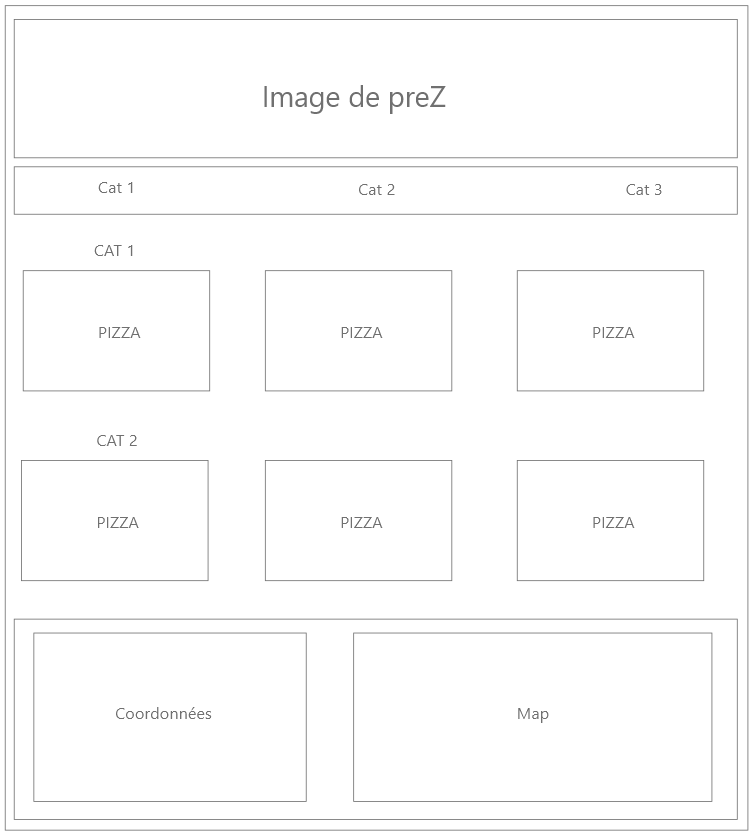 Image de preZ
Cat 1
Cat 2
Cat 3
CAT 1
PIZZA
PIZZA
PIZZA
CAT 2
PIZZA
PIZZA
PIZZA
Coordonnées
Map